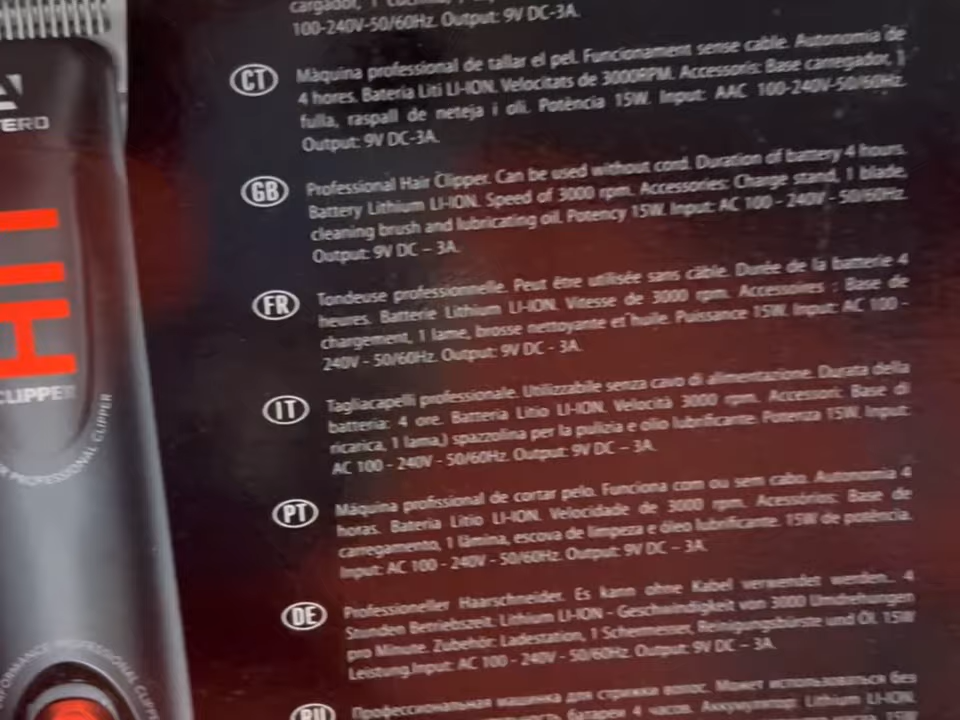 cargador, 1
100-240V-50/60Hz. Output: 9V DC-3A.
CT
Màquina professional de tallar el pel. Funcionament sense cable. Autonomia de
4 hores. Bateria Liti LI-ION. Velocitats de 3000RPM. Accessoris: Base carregador, 1
fulla, raspall de neteja i oli. Potència 15W. Input: AAC 100-240V-50/60Hz.
Output: 9V DC-3A.
GB
Professional Hair Clipper. Can be used without cord. Duration of battery 4 hours.
Battery Lithium LI-ION. Speed of 3000 rpm. Accessories: Charge stand, 1 blade,
cleaning brush and lubricating oil. Potency 15W. Input: AC 100 - 240V - 50/60Hz.
Output: 9V DC – 3A.
FR
Tondeuse professionnelle. Peut être utilisée sans câble. Durée de la batterie 4
heures. Batterie Lithium LI-ION. Vitesse de 3000 rpm. Accessoires : Base de
chargement, 1 lame, brosse nettoyante et huile. Puissance 15W. Input: AC 100 -
240V - 50/60Hz. Output: 9V DC - 3A.
IT
Tagliacapelli professionale. Utilizzabile senza cavo di alimentazione. Durata della
batteria: 4 ore. Batteria Litio LI-ION. Velocità 3000 rpm. Accessori: Base di
ricarica, 1 lama,) spazzolina per la pulizia e olio lubrificante. Potenza 15W. Input:
AC 100 - 240V - 50/60Hz. Output: 9V DC – 3A.
PT
Máquina profissional de cortar pelo. Funciona com ou sem cabo. Autonomia 4
horas. Bateria Litio LI-ION. Velocidade de 3000 rpm. Acessórios: Base de
carregamento, 1 lâmina, escova de limpeza e óleo lubrificante. 15W de potência.
Input: AC 100 - 240V - 50/60Hz. Output: 9V DC – 3A.
DE
Professioneller Haarschneider. Es kann ohne Kabel verwendet werden.. 4
Stunden Betriebszeit. Lithium LI-ION - Geschwindigkeit von 3000 Umdrehungen
pro Minute. Zubehör: Ladestation, 1 Schermesser, Reinigungsbürste und Öl. 15W
Leistung.Input: AC 100 - 240V - 50/60Hz. Output: 9V DC – 3A.
RU
Профессиональная машинка для стрижки волос. Может использоваться без
батареи 4 часов. Аккумулятор: Lithium LI-ION.
CLIPPER
PROFESSIONAL CLIPPER